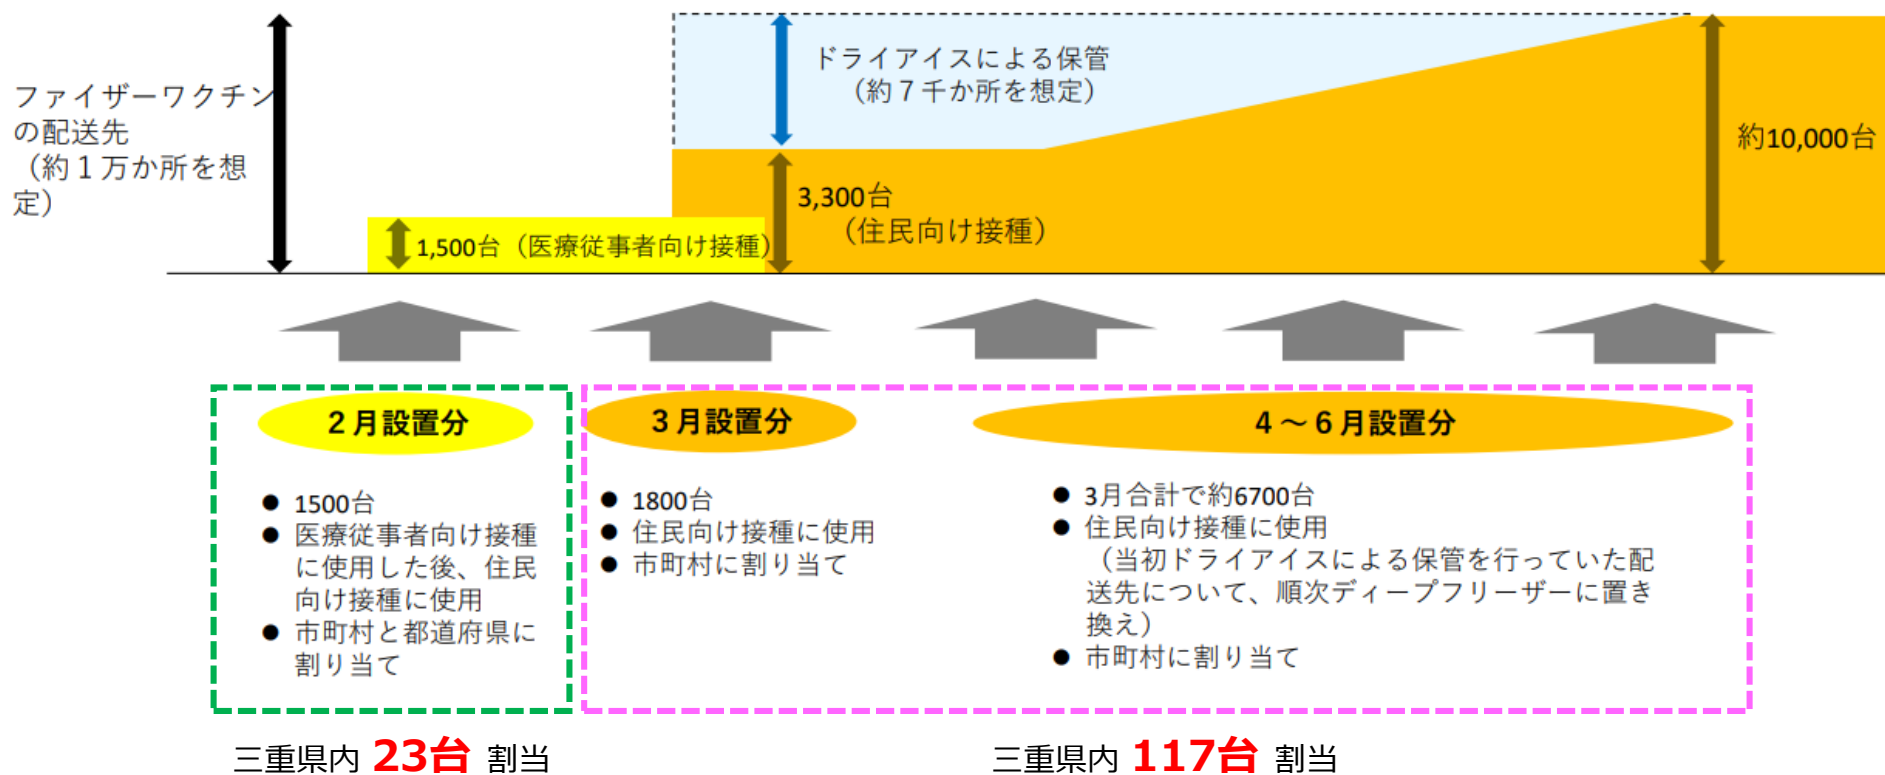 ファイザーワクチン
の配送先
（約１万か所を想
定）
ドライアイスによる保管
（約７千か所を想定）
約10,000台
3,300台
（住民向け接種）
1,500台（医療従事者向け接種）
２月設置分
● 1500台
● 医療従事者向け接種
に使用した後、住民
向け接種に使用
● 市町村と都道府県に
割り当て
３月設置分
● 1800台
● 住民向け接種に使用
● 市町村に割り当て
４～６月設置分
● 3月合計で約6700台
● 住民向け接種に使用
（当初ドライアイスによる保管を行っていた配
送先について、順次ディープフリーザーに置き
換え）
● 市町村に割り当て
三重県内 23台 割当
三重県内 117台 割当